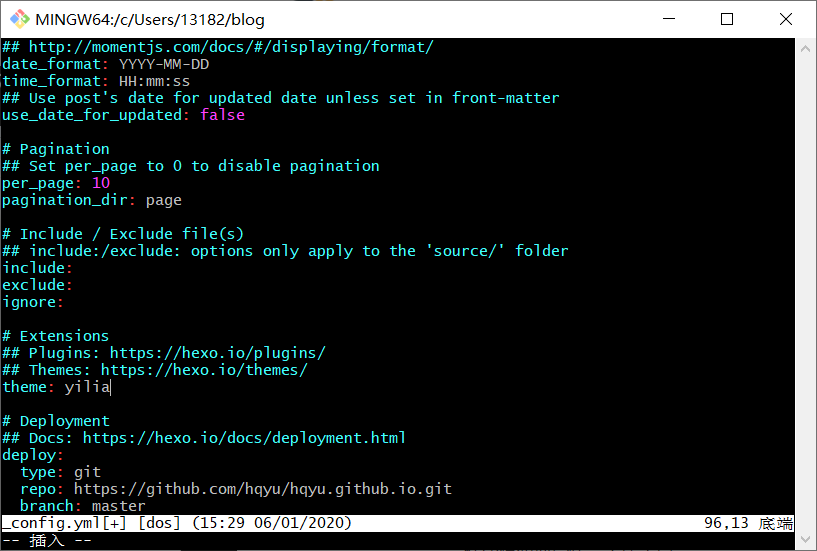 MINGW64:/c/Users/13182/blog
## http://momentjs.com/docs/#/displaying/format/
date_format: YYYY-MM-DD
time_format: HH:mm:ss
## Use post's date for updated date unless set in front-matter
use_date_for_updated: false
# Pagination
## Set per_page to 0 to disable pagination
per_page: 10
pagination_dir: page
# Include / Exclude file(s)
## include:/exclude: options only apply to the 'source/' folder
include:
exclude:
ignore:
# Extensions
## Plugins: https://hexo.io/plugins/
## Themes: https://hexo.io/themes/
theme: yilia
# Deployment
## Docs: https://hexo.io/docs/deployment.html
deploy:
  type: git
  repo: https://github.com/hqyu/hqyu.github.io.git
  branch: master
_config.yml[+] [dos] (15:29 06/01/2020) 96,13 底端
-- 插入 --